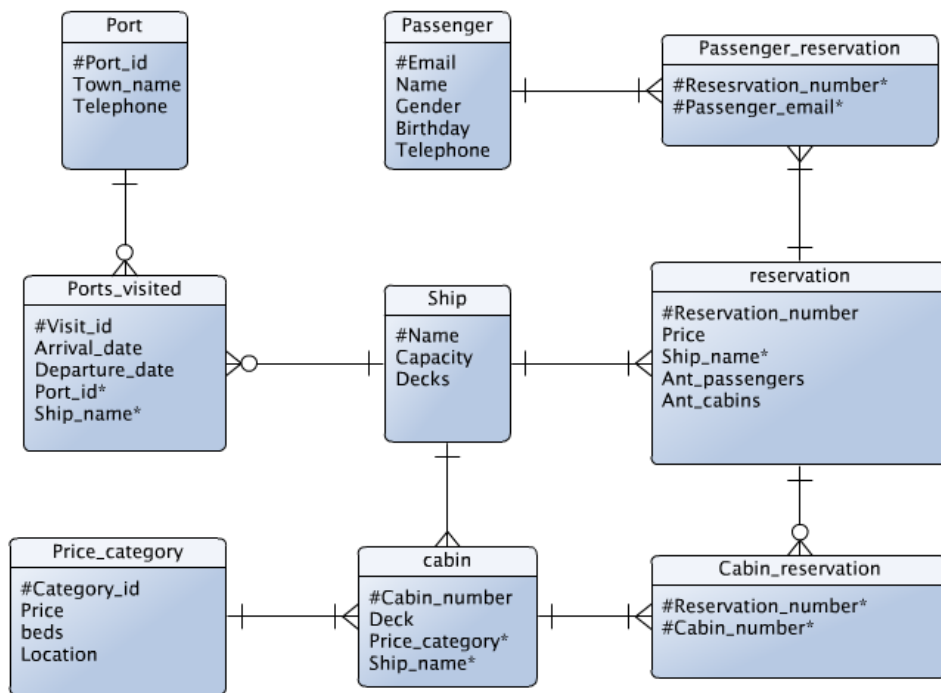 Port
#Port_id
Town_name
Telephone
Passenger
#Email
Name
Gender
Birthday
Telephone
Passenger_reservation
#Resesrvation_number*
#Passenger_email*
Ports_visited
#Visit_id
Arrival_date
Departure_date
Port_id*
Ship_name*
Ship
#Name
Capacity
Decks
reservation
#Reservation_number
Price
Ship_name*
Ant_passengers
Ant_cabins
Price_category
#Category_id
Price
beds
Location
cabin
#Cabin_number
Deck
Price_category*
Ship_name*
Cabin_reservation
#Reservation_number*
#Cabin_number*